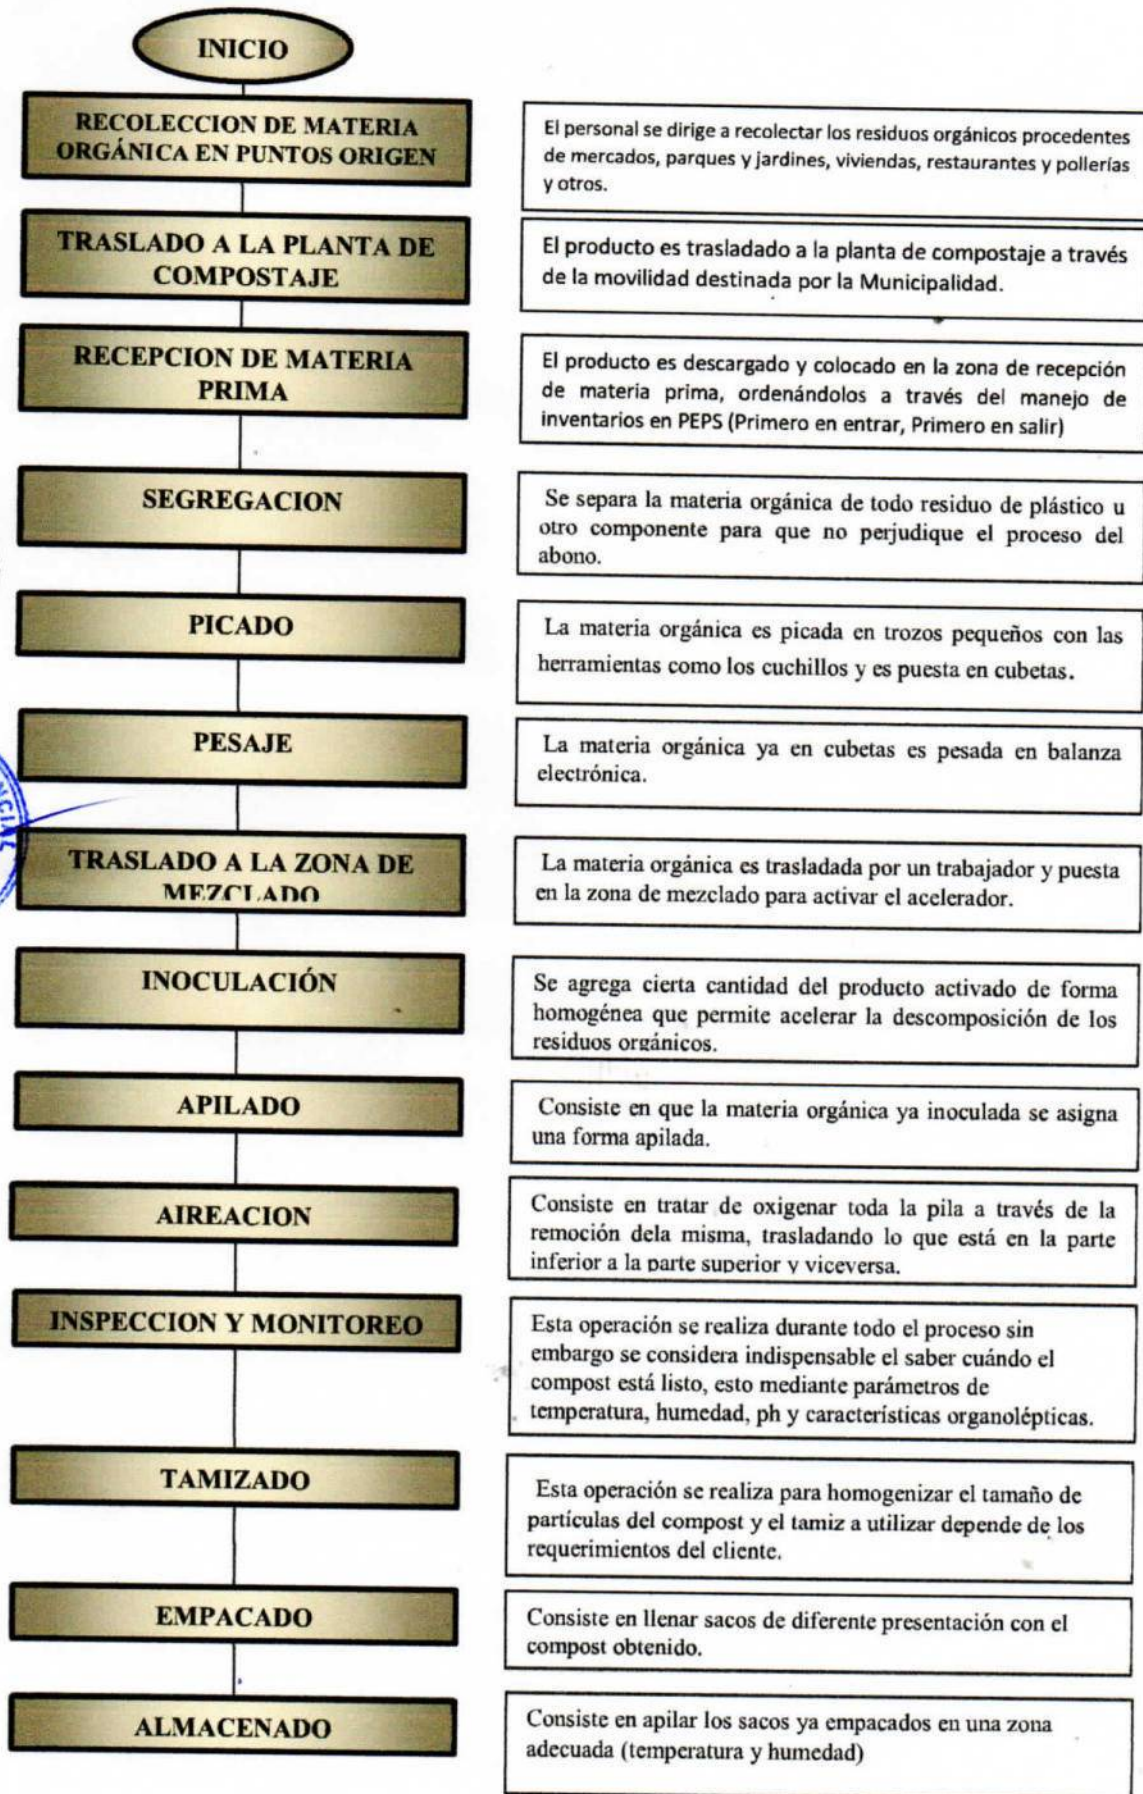 INICIO
RECOLECCION DE MATERIA
ORGÁNICA EN PUNTOS ORIGEN
El personal se dirige a recolectar los residuos orgánicos procedentes
de mercados, parques y jardines, viviendas, restaurantes y pollerías
y otros.
TRASLADO A LA PLANTA DE
COMPOSTAJE
El producto es trasladado a la planta de compostaje a través
de la movilidad destinada por la Municipalidad.
RECEPCION DE MATERIA
PRIMA
El producto es descargado y colocado en la zona de recepción
de materia prima, ordenándolos a través del manejo de
inventarios en PEPS (Primero en entrar, Primero en salir)
SEGREGACION
Se separa la materia orgánica de todo residuo de plástico u
otro componente para que no perjudique el proceso del
abono.
PICADO
La materia orgánica es picada en trozos pequeños con las
herramientas como los cuchillos y es puesta en cubetas.
PESAJE
La materia orgánica ya en cubetas es pesada en balanza
electrónica.
TRASLADO A LA ZONA DE
MEZCLADO
La materia orgánica es trasladada por un trabajador y puesta
en la zona de mezclado para activar el acelerador.
INOCULACIÓN
Se agrega cierta cantidad del producto activado de forma
homogénea que permite acelerar la descomposición de los
residuos orgánicos.
APILADO
Consiste en que la materia orgánica ya inoculada se asigna
una forma apilada.
AIREACION
Consiste en tratar de oxigenar toda la pila a través de la
remoción dela misma, trasladando lo que está en la parte
inferior a la parte superior y viceversa.
INSPECCION Y MONITOREO
Esta operación se realiza durante todo el proceso sin
embargo se considera indispensable el saber cuándo el
compost está listo, esto mediante parámetros de
temperatura, humedad, ph y características organolépticas.
TAMIZADO
Esta operación se realiza para homogenizar el tamaño de
partículas del compost y el tamiz a utilizar depende de los
requerimientos del cliente.
EMPACADO
Consiste en llenar sacos de diferente presentación con el
compost obtenido.
ALMACENADO
Consiste en apilar los sacos ya empacados en una zona
adecuada (temperatura y humedad)